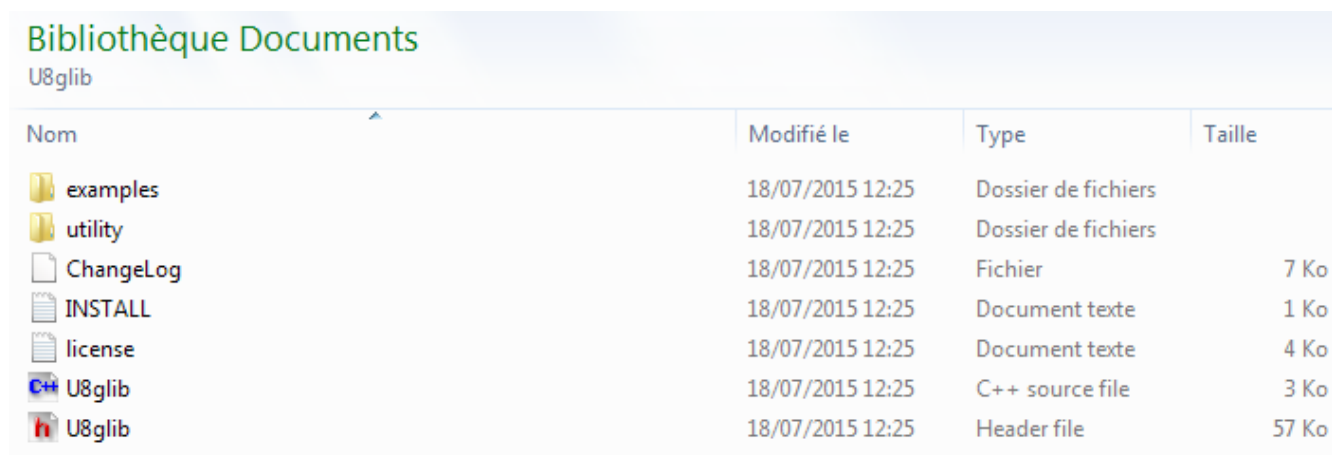 Bibliothèque Documents
U8glib
Nom Modifié le Type Taille
examples 18/07/2015 12:25 Dossier de fichiers
utility 18/07/2015 12:25 Dossier de fichiers
ChangeLog 18/07/2015 12:25 Fichier 7 Ko
INSTALL 18/07/2015 12:25 Document texte 1 Ko
license 18/07/2015 12:25 Document texte 4 Ko
C++ U8glib 18/07/2015 12:25 C++ source file 3 Ko
h U8glib 18/07/2015 12:25 Header file 57 Ko